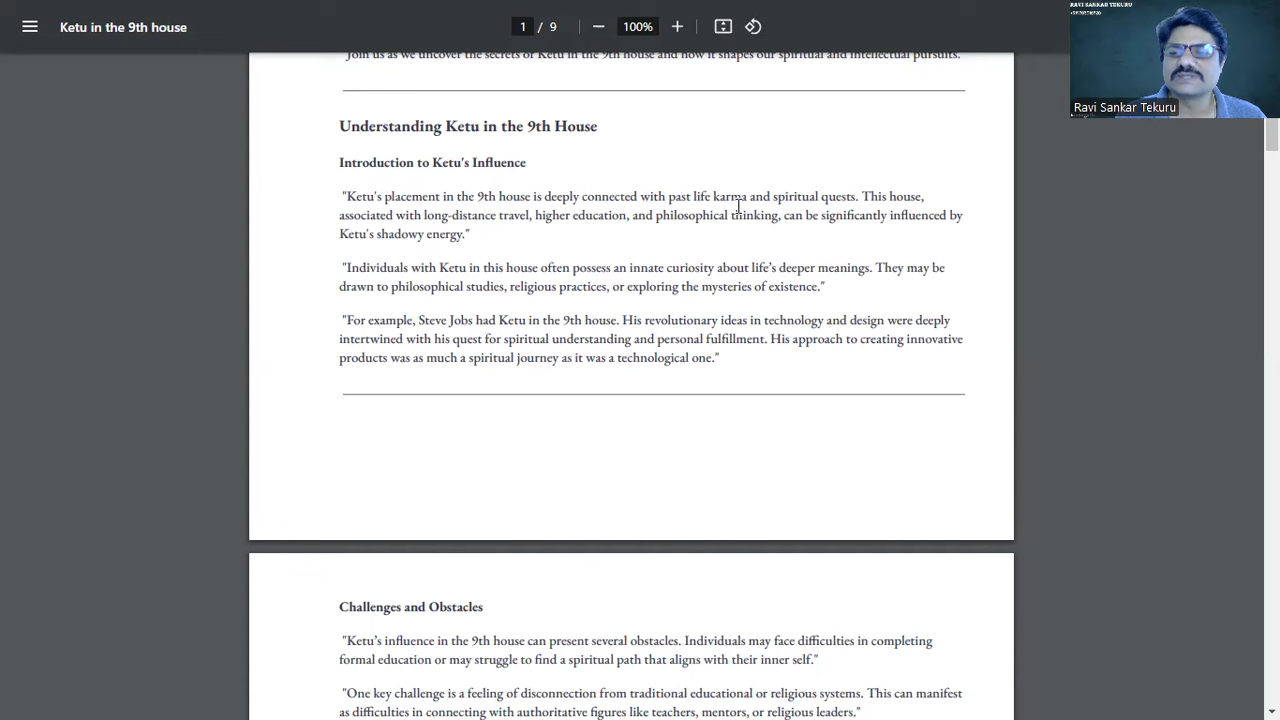 Ketu in the 9th house
1 / 9
100%
RAVI SANKAR TEKURU
Ravi Sankar Tekuru
Join us as we uncover the secrets of Ketu in the 9th house and how it shapes our spiritual and intellectual pursuits.
Understanding Ketu in the 9th House
Introduction to Ketu's Influence
"Ketu's placement in the 9th house is deeply connected with past life karma and spiritual quests. This house,
associated with long-distance travel, higher education, and philosophical thinking, can be significantly influenced by
Ketu's shadowy energy."
"Individuals with Ketu in this house often possess an innate curiosity about life’s deeper meanings. They may be
drawn to philosophical studies, religious practices, or exploring the mysteries of existence."
"For example, Steve Jobs had Ketu in the 9th house. His revolutionary ideas in technology and design were deeply
intertwined with his quest for spiritual understanding and personal fulfillment. His approach to creating innovative
products was as much a spiritual journey as it was a technological one."
Challenges and Obstacles
"Ketu’s influence in the 9th house can present several obstacles. Individuals may face difficulties in completing
formal education or may struggle to find a spiritual path that aligns with their inner self."
"One key challenge is a feeling of disconnection from traditional educational or religious systems. This can manifest
as difficulties in connecting with authoritative figures like teachers, mentors, or religious leaders."